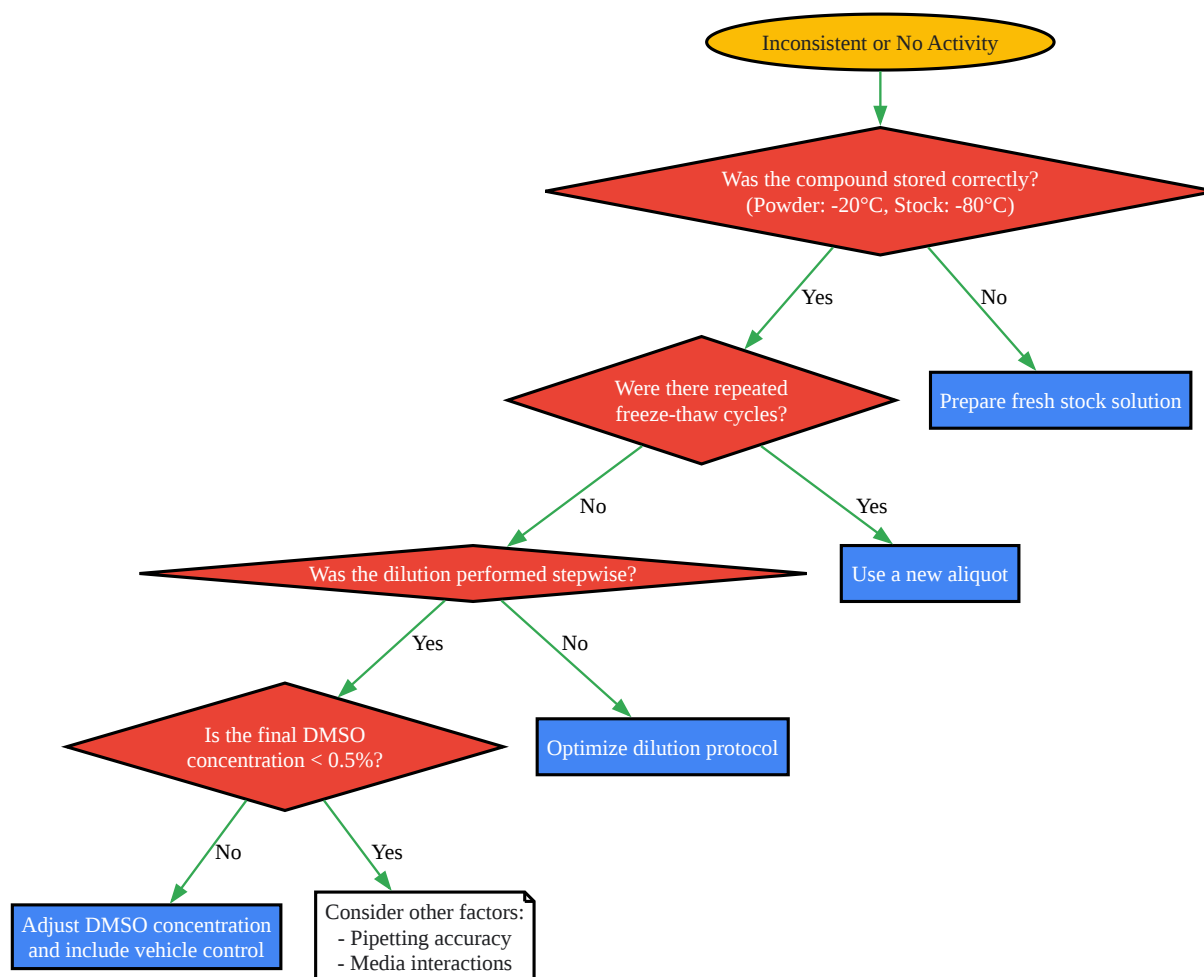 Inconsistent or No Activity
Was the compound stored correctly?
(Powder: -20°C, Stock: -80°C)
Yes
No
Were there repeated
freeze-thaw cycles?
Prepare fresh stock solution
No
Yes
Was the dilution performed stepwise?
Use a new aliquot
Yes
No
Is the final DMSO
concentration < 0.5%?
Optimize dilution protocol
No
Yes
Adjust DMSO concentration
and include vehicle control
Consider other factors:
- Pipetting accuracy
- Media interactions